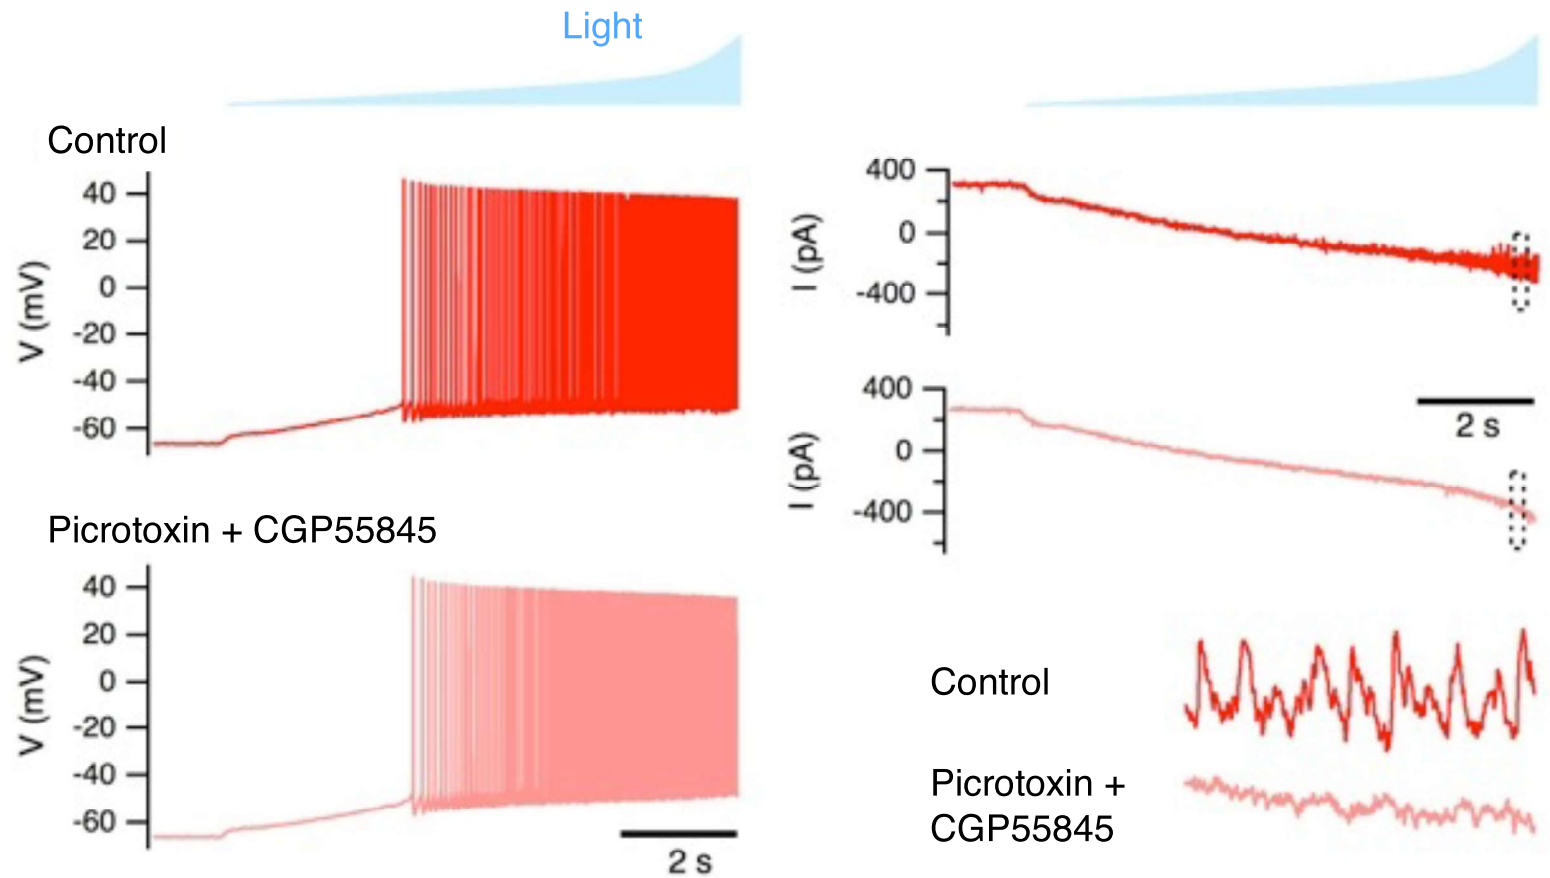 Light
Control
40
20
0
-20
-40
-60
V (mV)
Picrotoxin + CGP55845
40
20
0
-20
-40
-60
V (mV)
2 s
400
0
-400
I (pA)
400
0
-400
I (pA)
2 s
Control
Picrotoxin +
CGP55845